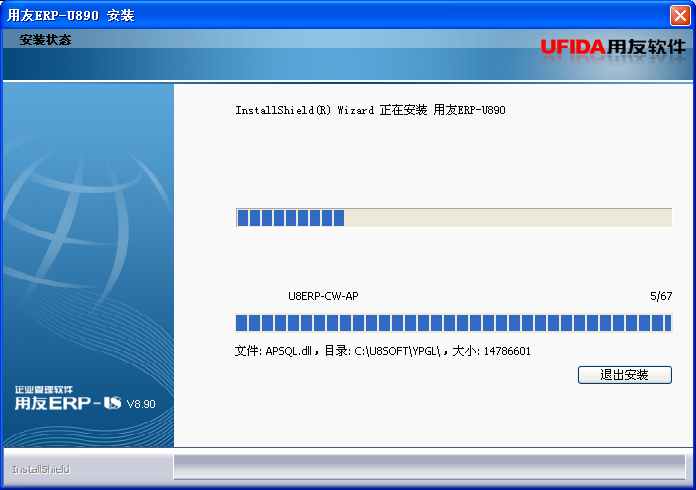 用友ERP-U890 安装
安装状态
UFIDA用友软件
InstallShield(R) Wizard 正在安装 用友ERP-U890
U8ERP-CW-AP 5/67
文件: APSQL.dll，目录: C:\U8SOFT\YPGL\，大小: 14786601
退出安装
企业管理软件
用友ERP-U8 V8.90
InstallShield